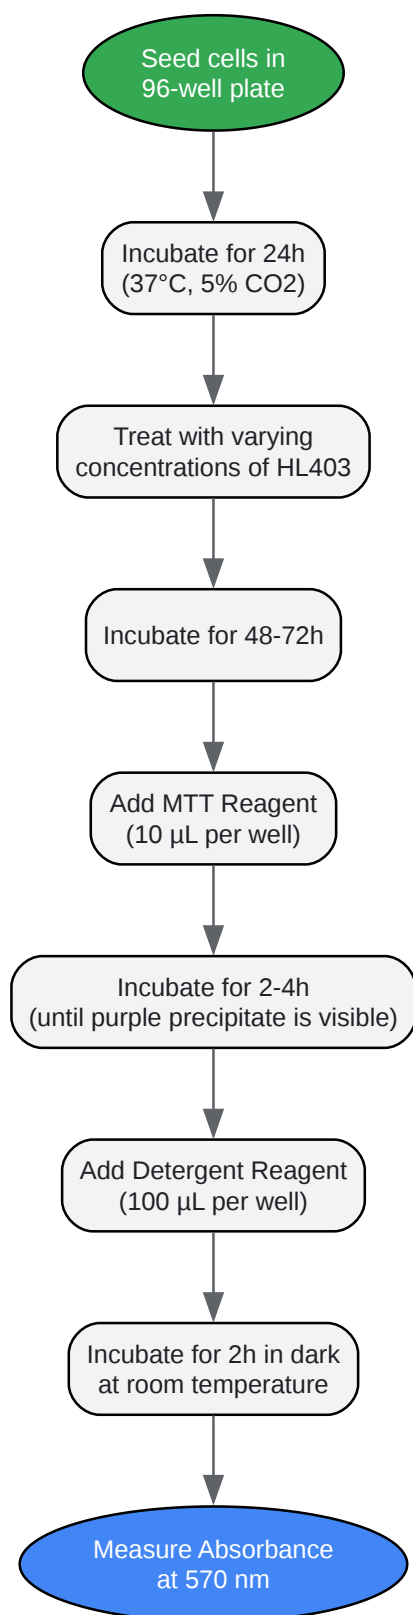 Seed cells in
96-well plate
Incubate for 24h
(37°C, 5% CO2)
Treat with varying
concentrations of HL403
Incubate for 48-72h
Add MTT Reagent
(10 µL per well)
Incubate for 2-4h
(until purple precipitate is visible)
Add Detergent Reagent
(100 µL per well)
Incubate for 2h in dark
at room temperature
Measure Absorbance
at 570 nm